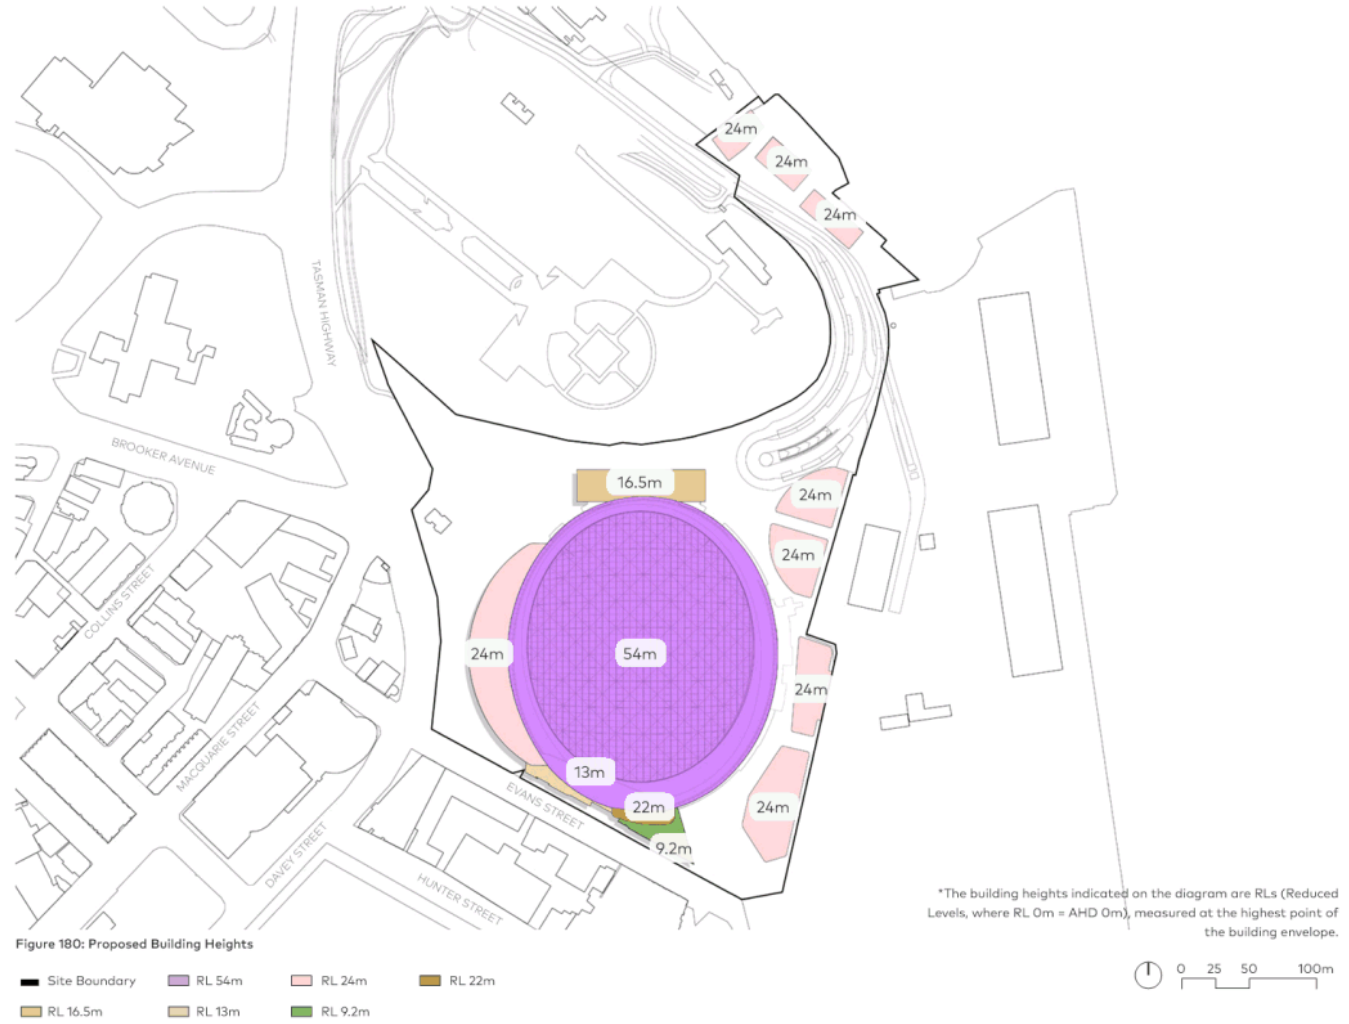 24m
24m
24m
TASMAN HIGHWAY
BROOKER AVENUE
16.5m
24m
24m
COLLINS STREET
24m
54m
24m
MACQUARIE STREET
13m
EVANS STREET
22m
24m
9.2m
DAVEY STREET
HUNTER STREET
*The building heights indicated on the diagram are RLs (Reduced
Levels, where RL 0m = AHD 0m), measured at the highest point of
the building envelope.
Figure 180: Proposed Building Heights
Site Boundary
RL 54m
RL 24m
RL 22m
RL 16.5m
RL 13m
RL 9.2m
0 25 50 100m